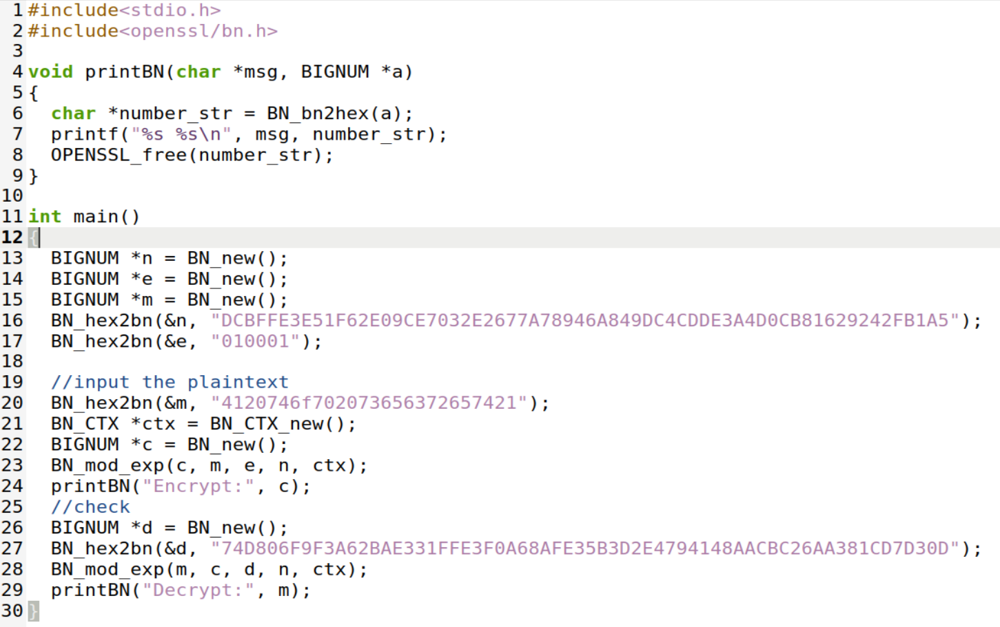 1 #include<stdio.h>
2 #include<openssl/bn.h>
3
4 void printBN(char *msg, BIGNUM *a)
5 {
6   char *number_str = BN_bn2hex(a);
7   printf("%s %s\n", msg, number_str);
8   OPENSSL_free(number_str);
9 }
10
11 int main()
12 {
13   BIGNUM *n = BN_new();
14   BIGNUM *e = BN_new();
15   BIGNUM *m = BN_new();
16   BN_hex2bn(&n, "DCBFFE3E51F62E09CE7032E2677A78946A849DC4CDDE3A4D0CB81629242FB1A5");
17   BN_hex2bn(&e, "010001");
18
19   //input the plaintext
20   BN_hex2bn(&m, "4120746f702073656372657421");
21   BN_CTX *ctx = BN_CTX_new();
22   BIGNUM *c = BN_new();
23   BN_mod_exp(c, m, e, n, ctx);
24   printBN("Encrypt:", c);
25   //check
26   BIGNUM *d = BN_new();
27   BN_hex2bn(&d, "74D806F9F3A62BAE331FFE3F0A68AFE35B3D2E4794148AACBC26AA381CD7D30D");
28   BN_mod_exp(m, c, d, n, ctx);
29   printBN("Decrypt:", m);
30 }